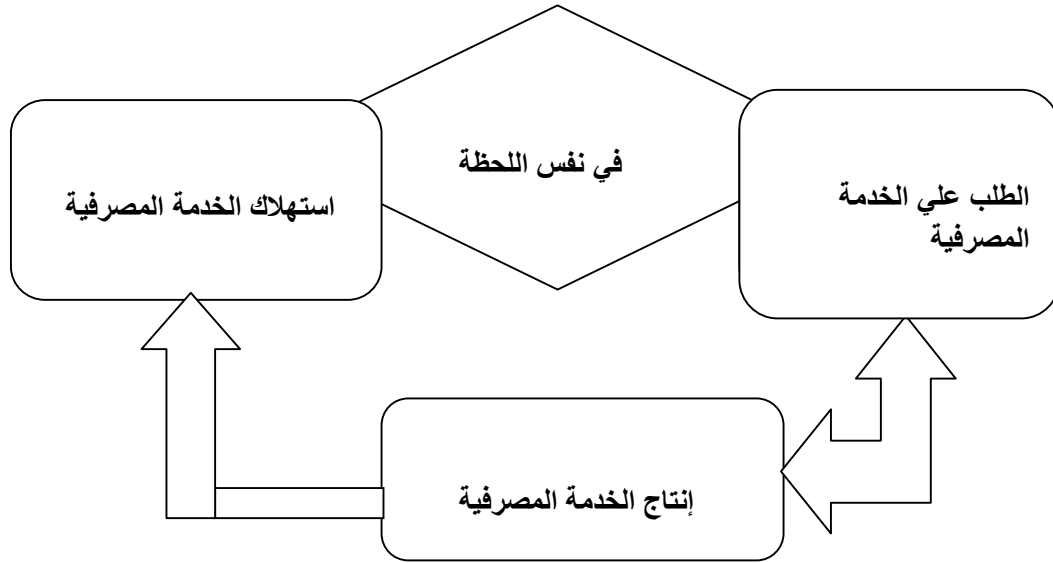 الطلب علي الخدمة
المصرفية
في نفس اللحظة
استهلاك الخدمة المصرفية
إنتاج الخدمة المصرفية